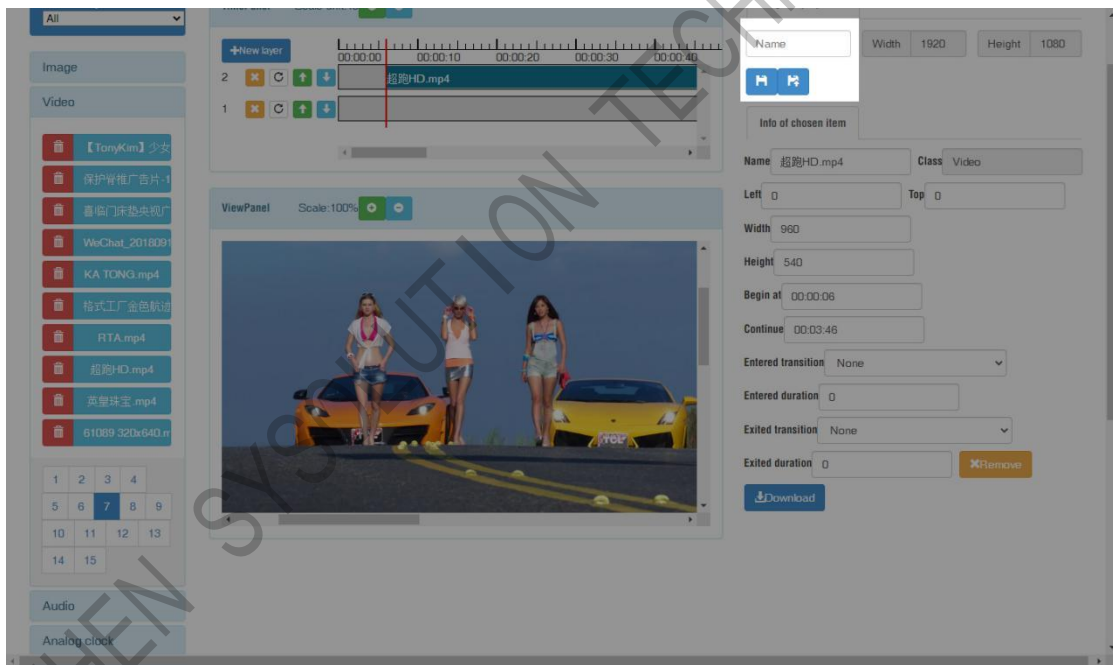 All
+New layer
00:00:00 00:00:10 00:00:20 00:00:30 00:00:40
2
超跑HD.mp4
1
Image
Video
【TonyKim】少女
保护脊椎广告片-1
喜临门床垫央视广
WeChat_2018091
KA TONG.mp4
格式工厂金色航迹
RTA.mp4
超跑HD.mp4
英皇珠宝.mp4
61089 320x640.m
1 2 3 4
5 6 7 8 9
10 11 12 13
14 15
Audio
Analog clock
ViewPanel Scale:100%
TCL
Name Width 1920 Height 1080
Info of chosen item
Name 超跑HD.mp4 Class Video
Left 0 Top 0
Width 960
Height 540
Begin at 00:00:06
Continue 00:03:46
Entered transition None
Entered duration 0
Exited transition None
Exited duration 0 Remove
Download
HEN SYSOLUTION TECH